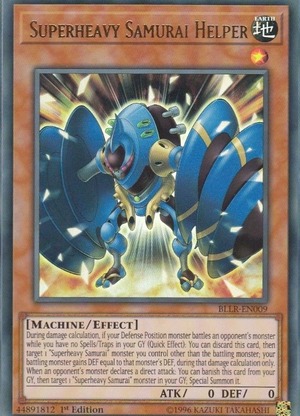 SUPERHEAVY SAMURAI HELPER
EARTH
地
BLLR-EN009
[MACHINE/EFFECT]
During damage calculation, if your Defense Position monster battles an opponent's monster
while you have no Spells/Traps in your GY (Quick Effect): You can discard this card, then
target 1 "Superheavy Samurai" monster you control other than the battling monster; your
battling monster gains DEF equal to that monster's DEF, during that damage calculation only.
When an opponent's monster declares a direct attack: You can banish this card from your
GY, then target 1 "Superheavy Samurai" monster in your GY; Special Summon it.
ATK/ 0 DEF/ 0
44891812 1st Edition ©1996 KAZUKI TAKAHASHI